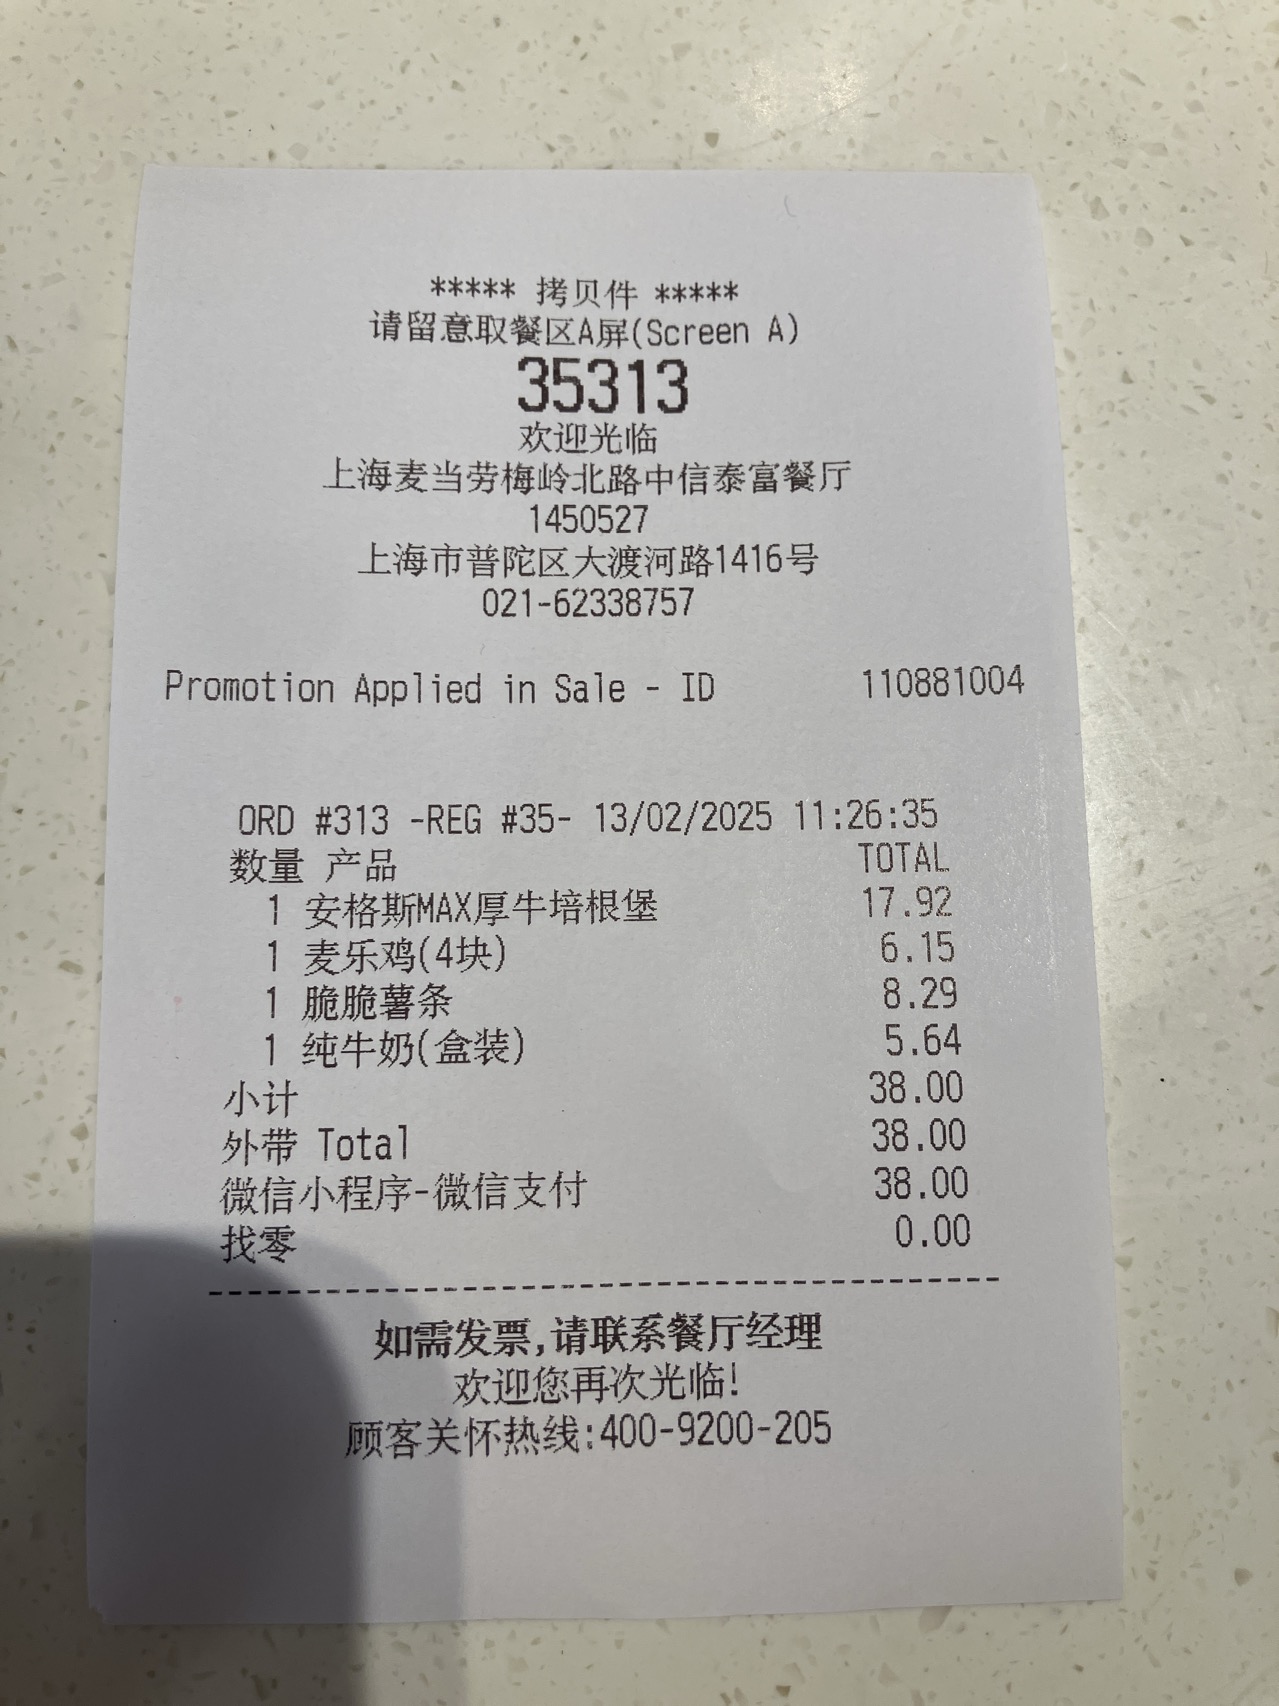 ***** 拷贝件 *****
请留意取餐区A屏(Screen A)
35313
欢迎光临
上海麦当劳梅岭北路中信泰富餐厅
1450527
上海市普陀区大渡河路1416号
021-62338757
Promotion Applied in Sale - ID 110881004
ORD #313 -REG #35- 13/02/2025 11:26:35
数量 产品 TOTAL
1 安格斯MAX厚牛培根堡 17.92
1 麦乐鸡(4块) 6.15
1 脆脆薯条 8.29
1 纯牛奶(盒装) 5.64
小计 38.00
外带 Total 38.00
微信小程序-微信支付 38.00
找零 0.00
如需发票,请联系餐厅经理
欢迎您再次光临!
顾客关怀热线:400-9200-205